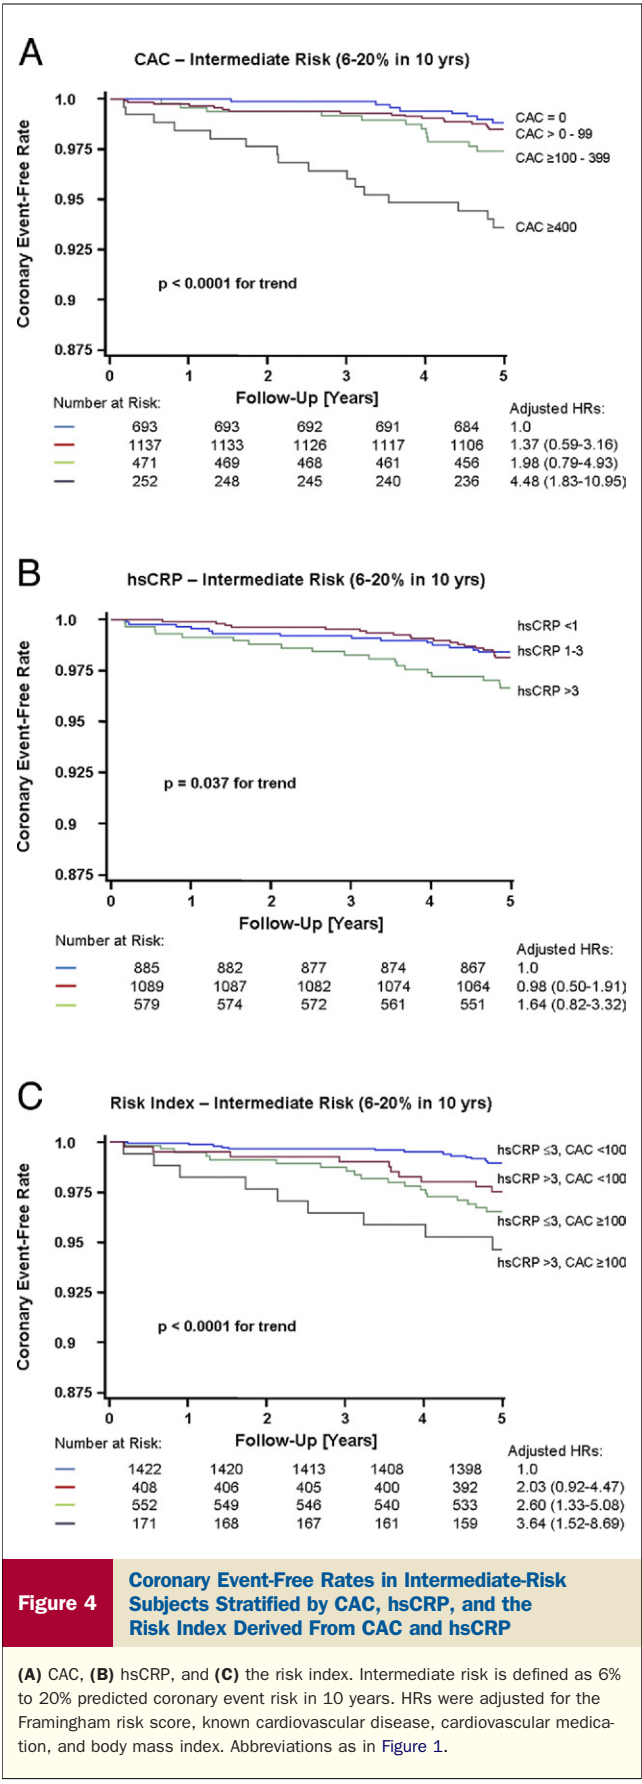 A
CAC – Intermediate Risk (6-20% in 10 yrs)
Coronary Event-Free Rate
1.0
0.975
0.95
0.925
0.9
0.875
CAC = 0
CAC > 0 - 99
CAC ≥100 - 399
CAC ≥400
p < 0.0001 for trend
0 1 2 3 4 5
Follow-Up [Years]
Number at Risk:
Adjusted HRs:
693 693 692 691 684 1.0
1137 1133 1126 1117 1106 1.37 (0.59-3.16)
471 469 468 461 456 1.98 (0.79-4.93)
252 248 245 240 236 4.48 (1.83-10.95)
B
hsCRP – Intermediate Risk (6-20% in 10 yrs)
Coronary Event-Free Rate
1.0
0.975
0.95
0.925
0.9
0.875
hsCRP <1
hsCRP 1-3
hsCRP >3
p = 0.037 for trend
0 1 2 3 4 5
Follow-Up [Years]
Number at Risk:
Adjusted HRs:
885 882 877 874 867 1.0
1089 1087 1082 1074 1064 0.98 (0.50-1.91)
579 574 572 561 551 1.64 (0.82-3.32)
C
Risk Index – Intermediate Risk (6-20% in 10 yrs)
Coronary Event-Free Rate
1.0
0.975
0.95
0.925
0.9
0.875
hsCRP ≤3, CAC <100
hsCRP >3, CAC <100
hsCRP ≤3, CAC ≥100
hsCRP >3, CAC ≥100
p < 0.0001 for trend
0 1 2 3 4 5
Follow-Up [Years]
Number at Risk:
Adjusted HRs:
1422 1420 1413 1408 1398 1.0
408 406 405 400 392 2.03 (0.92-4.47)
552 549 546 540 533 2.60 (1.33-5.08)
171 168 167 161 159 3.64 (1.52-8.69)
Figure 4
Coronary Event-Free Rates in Intermediate-Risk
Subjects Stratified by CAC, hsCRP, and the
Risk Index Derived From CAC and hsCRP
(A) CAC, (B) hsCRP, and (C) the risk index. Intermediate risk is defined as 6%
to 20% predicted coronary event risk in 10 years. HRs were adjusted for the
Framingham risk score, known cardiovascular disease, cardiovascular medica-
tion, and body mass index. Abbreviations as in Figure 1.